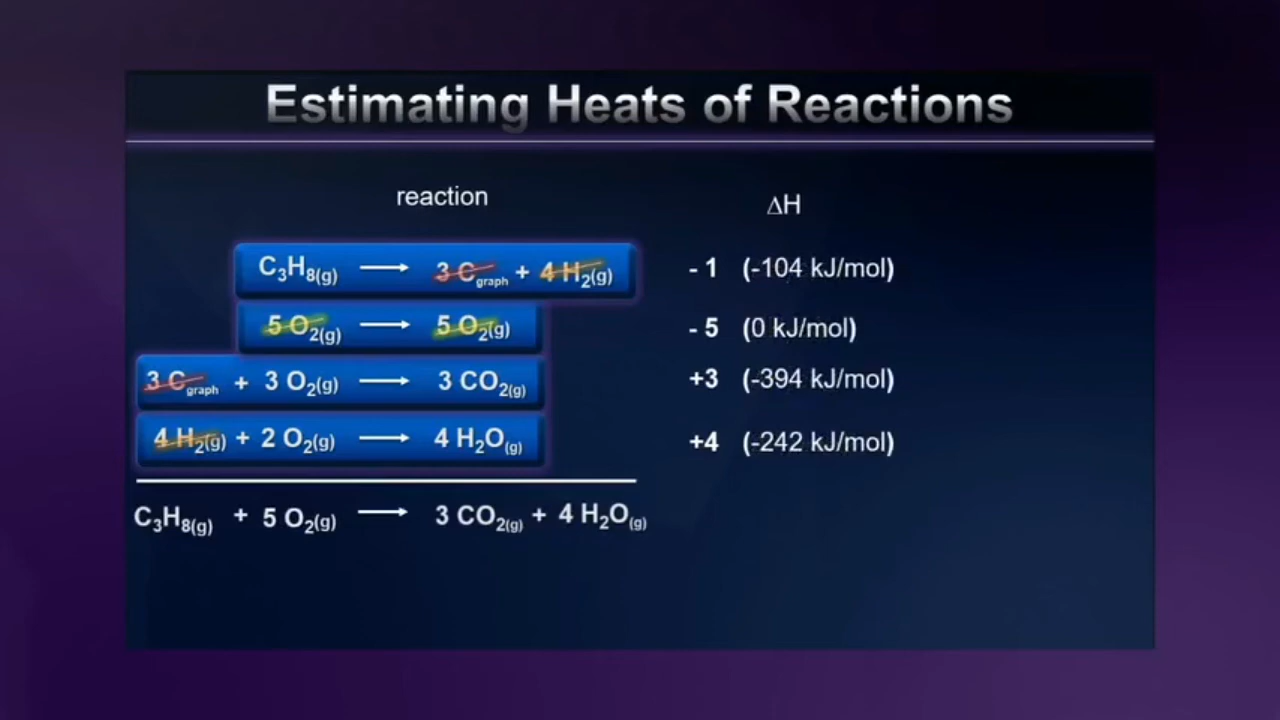 Estimating Heats of Reactions
reaction ΔH
C₃H₈(g) ⟶ 3 C graph + 4 H₂(g) - 1 (-104 kJ/mol)
5 O₂(g) ⟶ 5 O₂(g) - 5 (0 kJ/mol)
3 C graph + 3 O₂(g) ⟶ 3 CO₂(g) +3 (-394 kJ/mol)
4 H₂(g) + 2 O₂(g) ⟶ 4 H₂O(g) +4 (-242 kJ/mol)
C₃H₈(g) + 5 O₂(g) ⟶ 3 CO₂(g) + 4 H₂O(g)